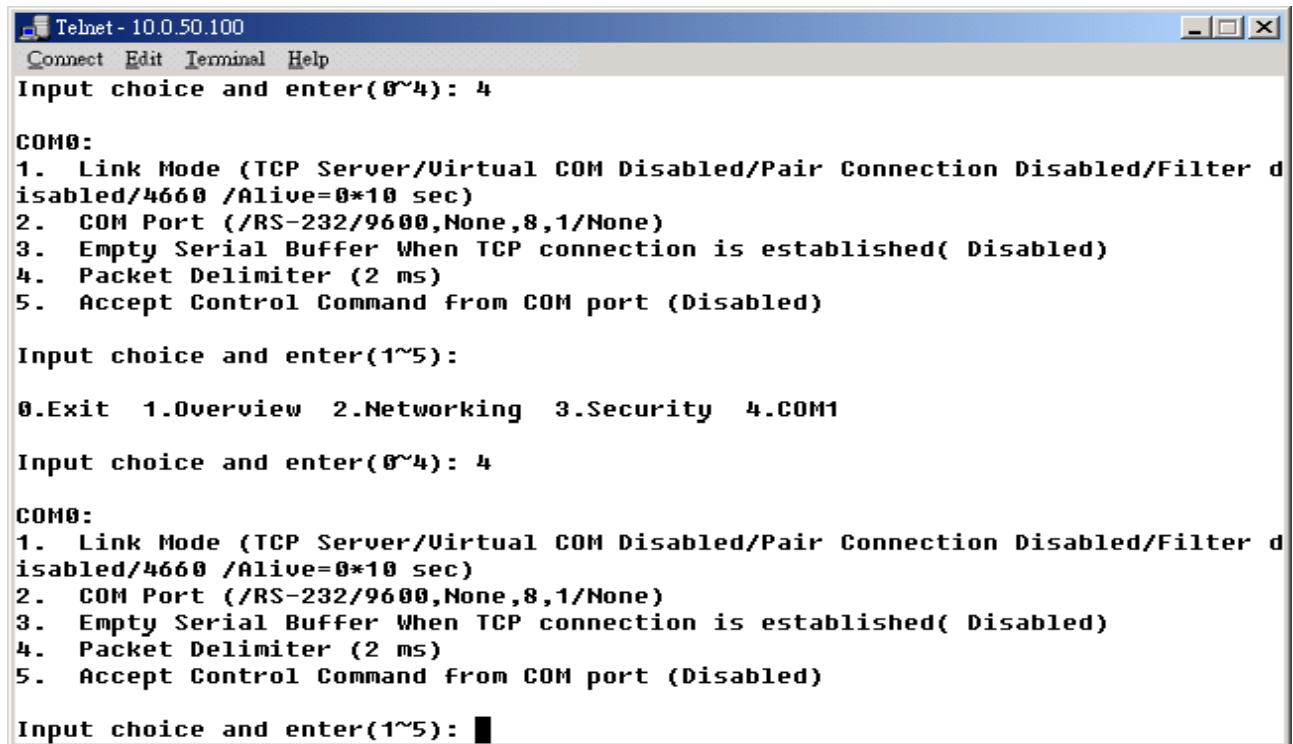 Telnet - 10.0.50.100
Connect Edit Terminal Help
Input choice and enter(0~4): 4
COM0:
1.  Link Mode (TCP Server/Virtual COM Disabled/Pair Connection Disabled/Filter d
isabled/4660 /Alive=0*10 sec)
2.  COM Port (/RS-232/9600,None,8,1/None)
3.  Empty Serial Buffer When TCP connection is established( Disabled)
4.  Packet Delimiter (2 ms)
5.  Accept Control Command from COM port (Disabled)
Input choice and enter(1~5):
0.Exit  1.Overview  2.Networking  3.Security  4.COM1
Input choice and enter(0~4): 4
COM0:
1.  Link Mode (TCP Server/Virtual COM Disabled/Pair Connection Disabled/Filter d
isabled/4660 /Alive=0*10 sec)
2.  COM Port (/RS-232/9600,None,8,1/None)
3.  Empty Serial Buffer When TCP connection is established( Disabled)
4.  Packet Delimiter (2 ms)
5.  Accept Control Command from COM port (Disabled)
Input choice and enter(1~5):